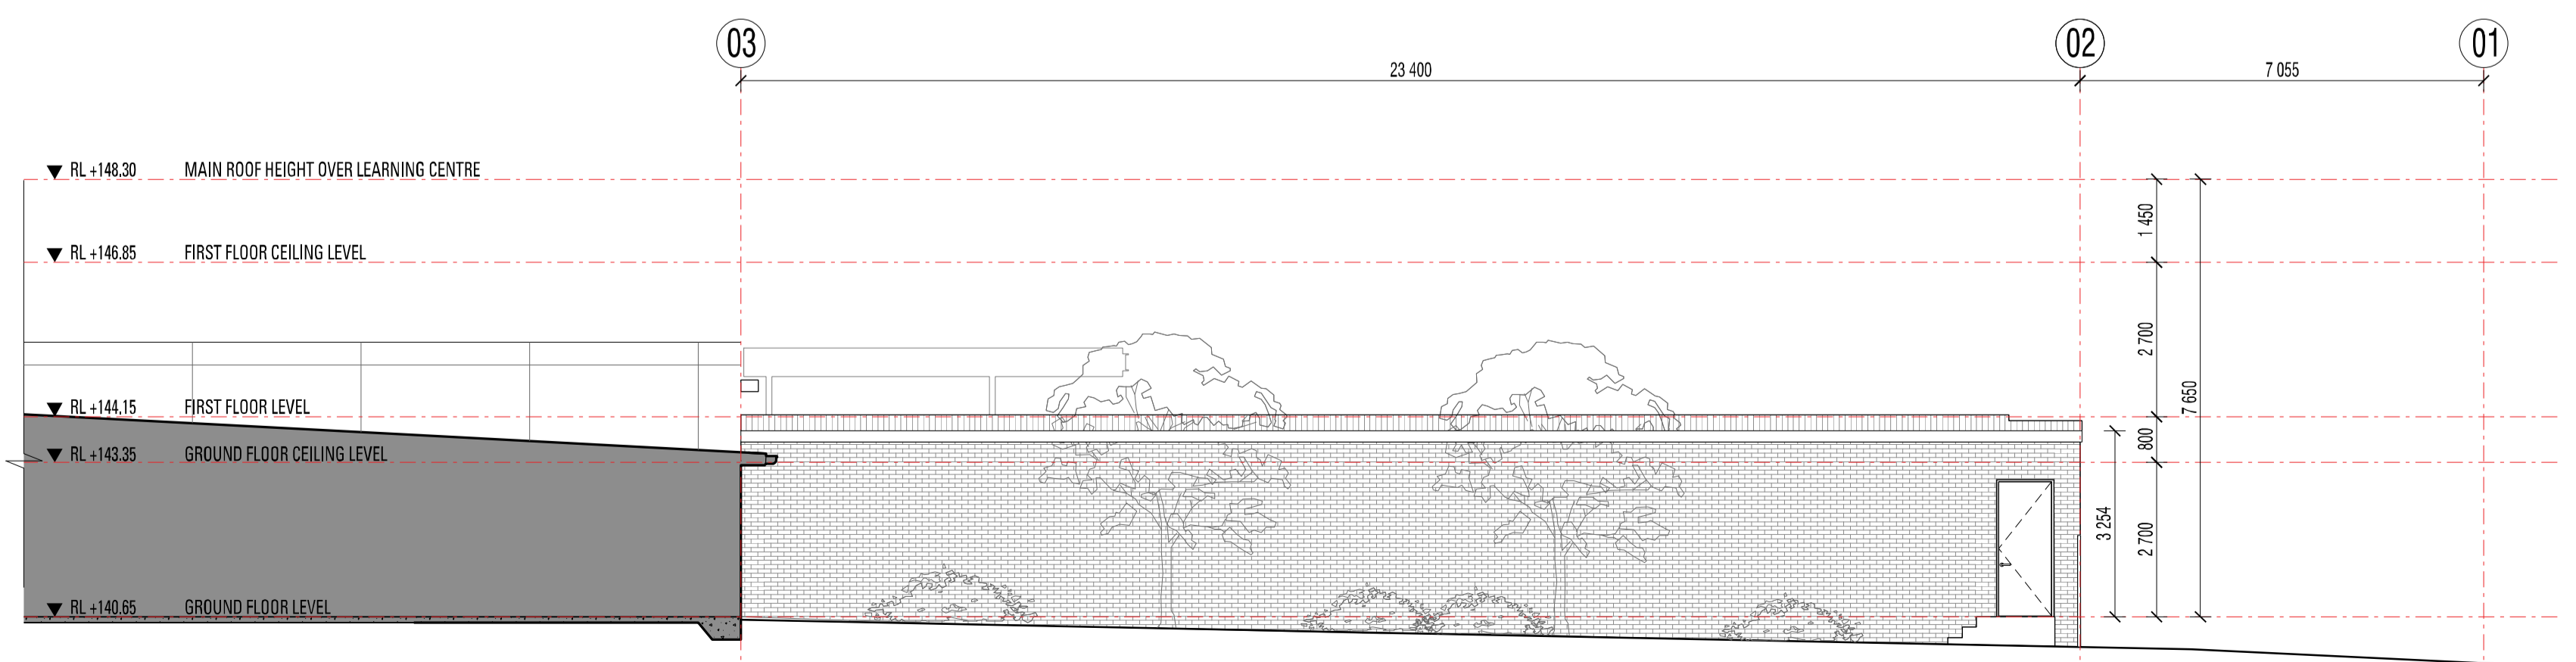 03 02 01
23 400 7 055
RL +148.30 MAIN ROOF HEIGHT OVER LEARNING CENTRE
1 450
RL +146.85 FIRST FLOOR CEILING LEVEL
2 700
7 650
RL +144.15 FIRST FLOOR LEVEL
800
RL +143.35 GROUND FLOOR CEILING LEVEL
3 254
2 700
RL +140.65 GROUND FLOOR LEVEL